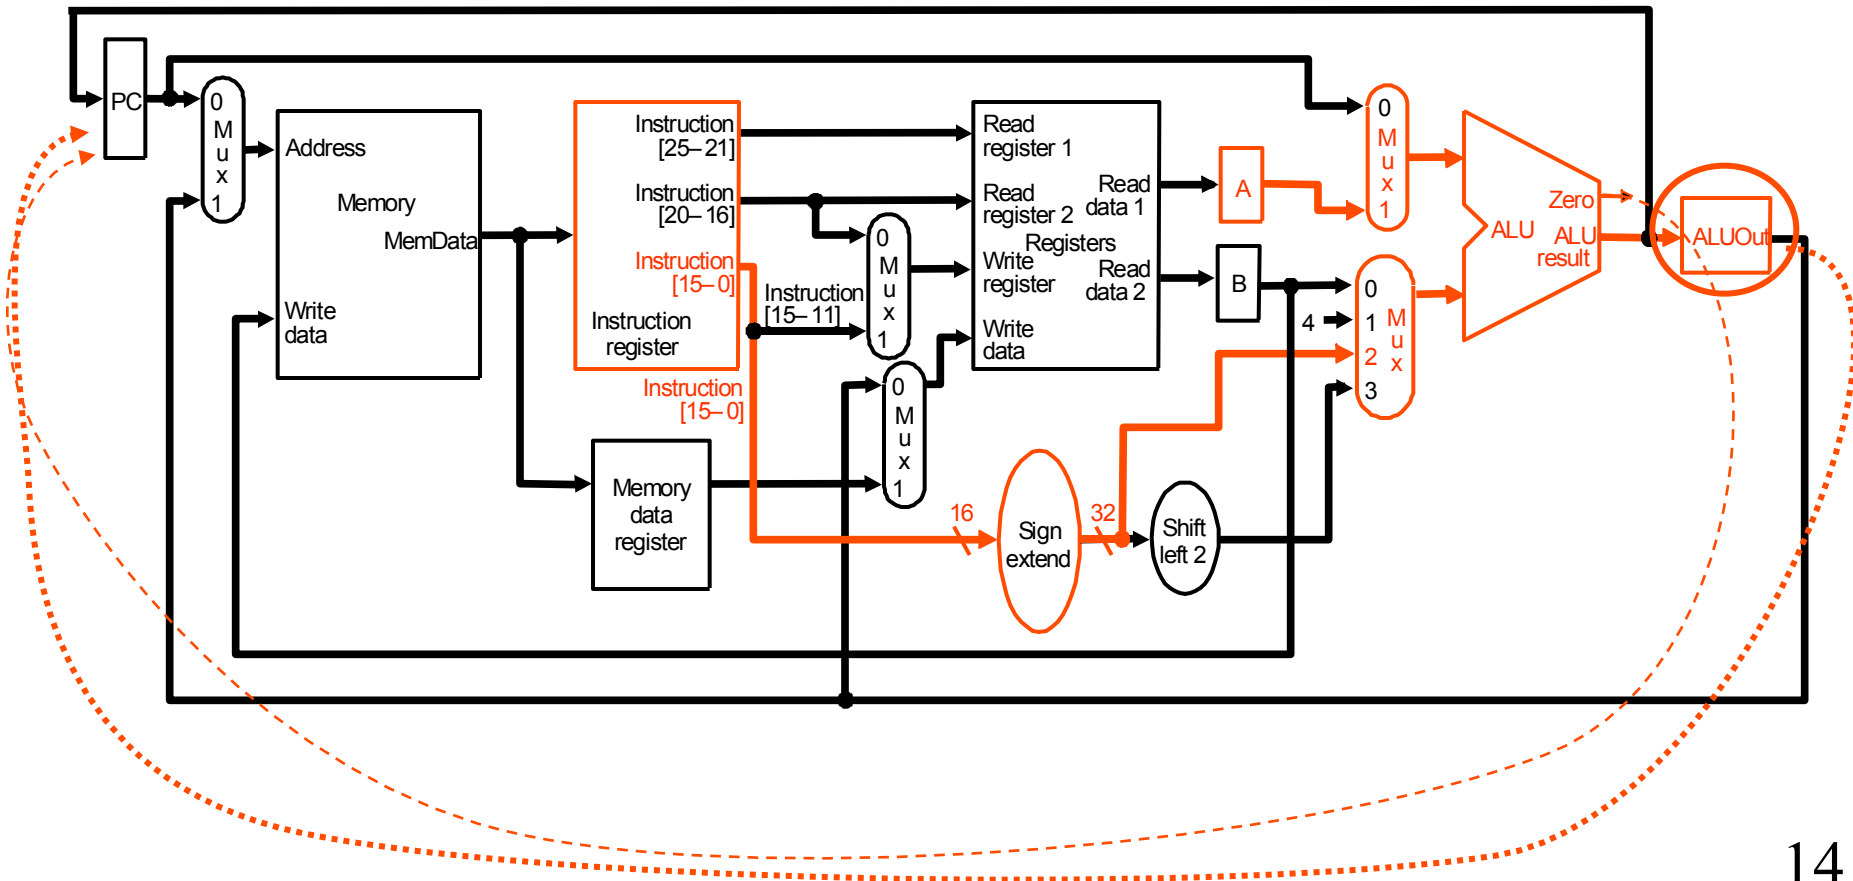 PC
0
M
u
x
1
Address
Memory
MemData
Write
data
Instruction
[25–21]
Instruction
[20–16]
Instruction
[15–0]
Instruction
register
Instruction
[15–11]
Instruction
[15–0]
0
M
u
x
1
0
M
u
x
1
Memory
data
register
Read
register 1
Read
register 2
Registers
Write
register
Write
data
Read
data 1
Read
data 2
16
Sign
extend
32
Shift
left 2
A
B
4
0
M
u
x
1
0
1
2
3
M
u
x
Zero
ALU
ALU
result
ALUOut
14